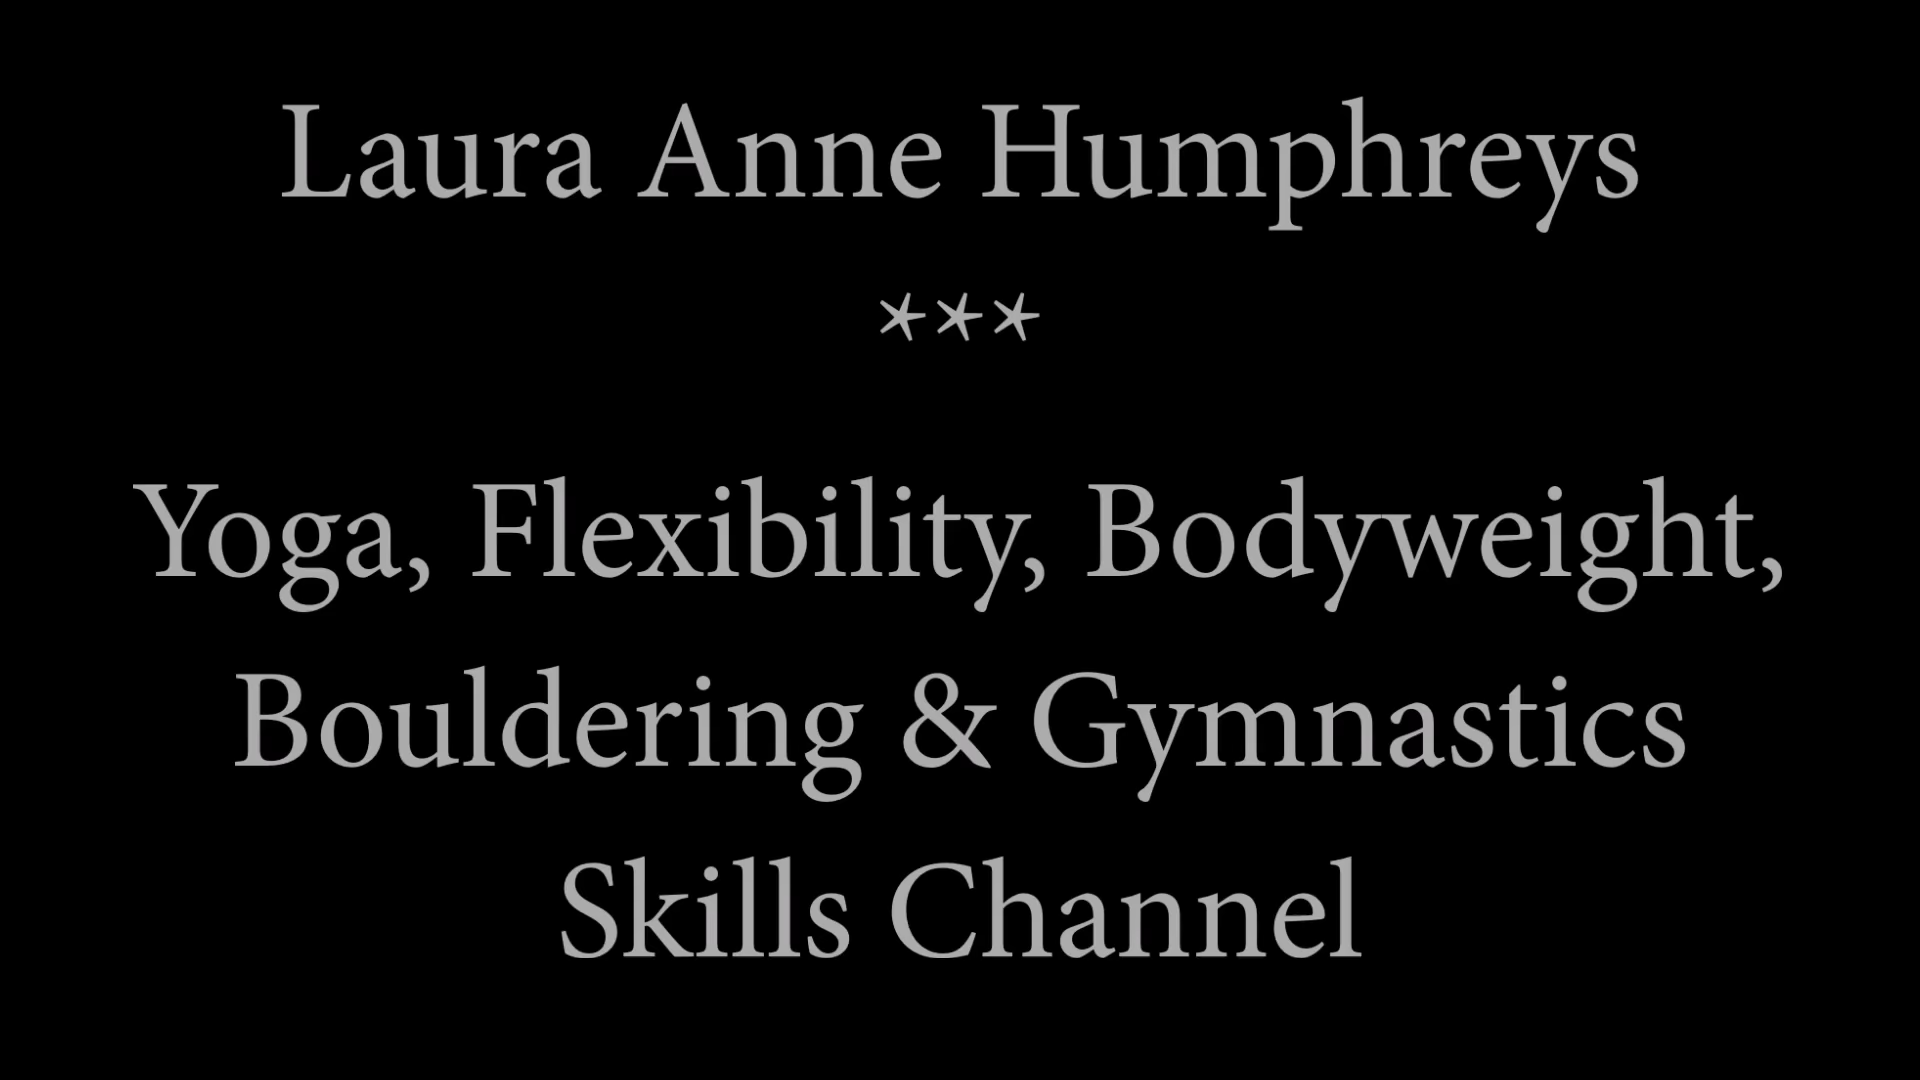 Laura Anne Humphreys
***
Yoga, Flexibility, Bodyweight,
Bouldering & Gymnastics
Skills Channel